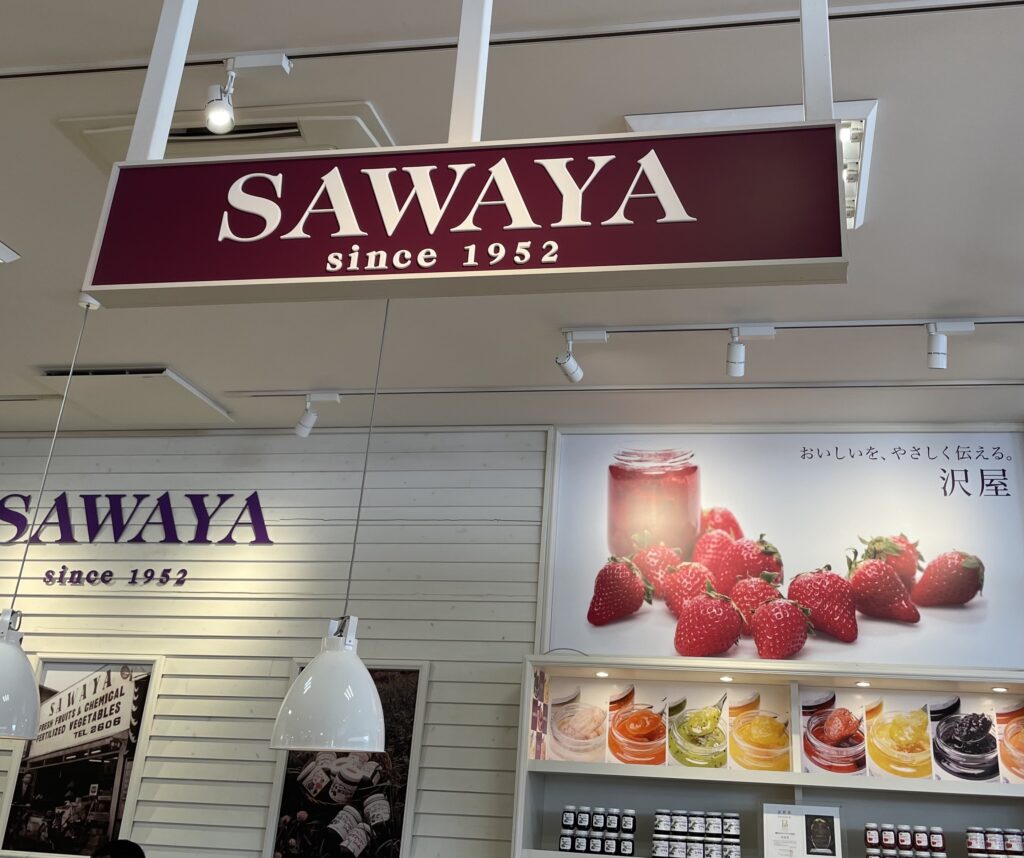 SAWAYA
since 1952
おいしいを、やさしく伝える。
沢屋
SAWAYA
since 1952
SAWAYA
FRESH FRUITS & CHEMICAL
FERTILIZED VEGETABLES
TEL 2606